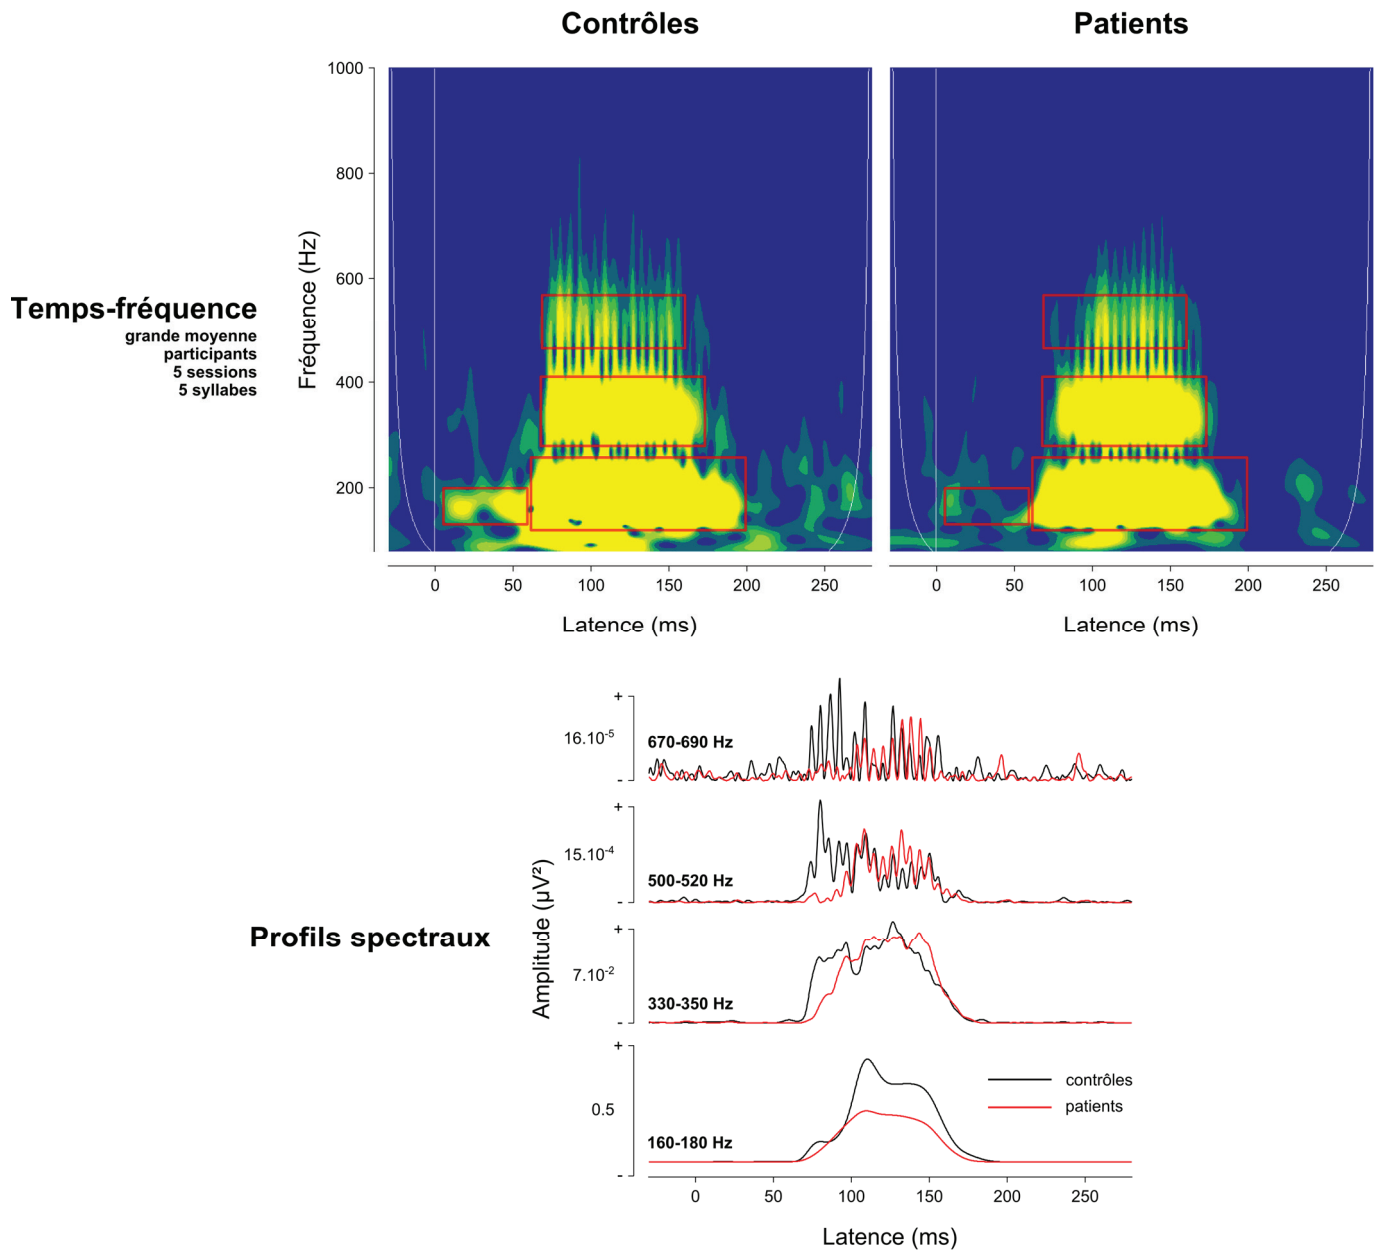 Contrôles
Patients
1000
800
600
400
200
Fréquence (Hz)
Temps-fréquence
grande moyenne
participants
5 sessions
5 syllabes
0 50 100 150 200 250
0 50 100 150 200 250
Latence (ms)
Latence (ms)
Profils spectraux
Amplitude (µV²)
+
16.10-5
-
670-690 Hz
+
15.10-4
-
500-520 Hz
+
7.10-2
-
330-350 Hz
+
0.5
-
160-180 Hz
contrôles
patients
0 50 100 150 200 250
Latence (ms)